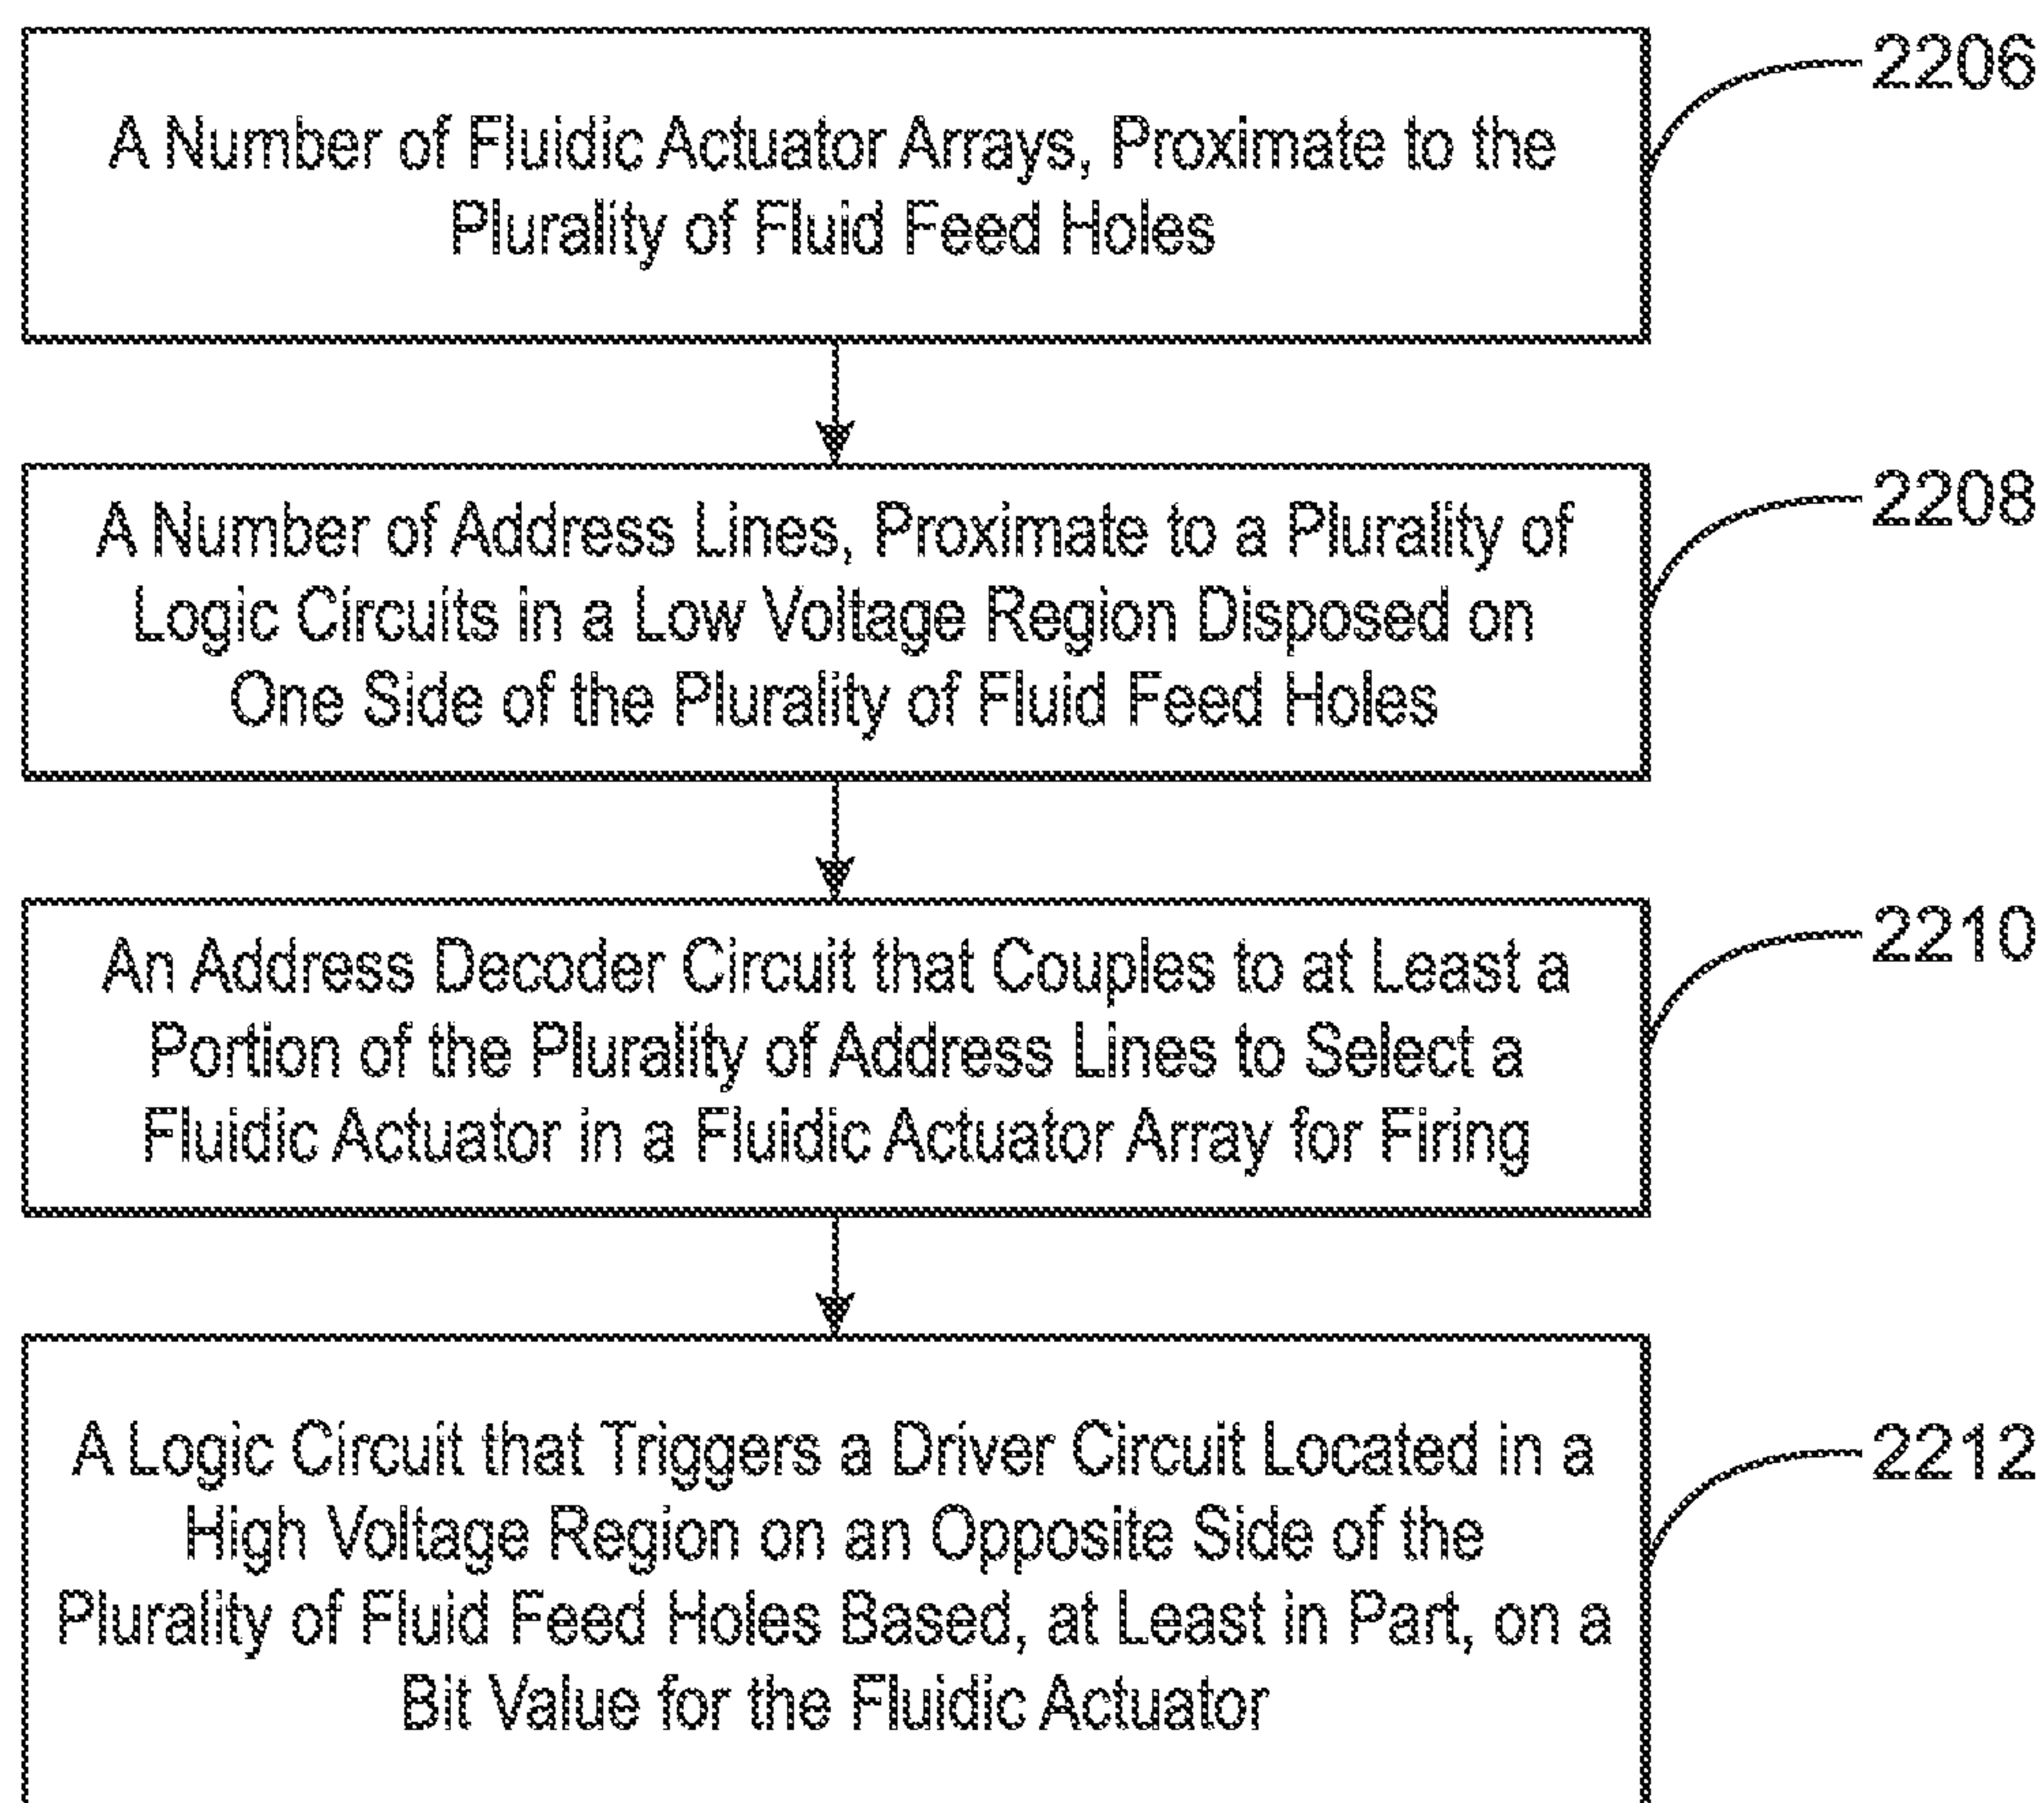 A Number of Fluidic Actuator Arrays, Proximate to the
Plurality of Fluid Feed Holes
2206
A Number of Address Lines, Proximate to a Plurality of
Logic Circuits in a Low Voltage Region Disposed on
One Side of the Plurality of Fluid Feed Holes
2208
An Address Decoder Circuit that Couples to at Least a
Portion of the Plurality of Address Lines to Select a
Fluidic Actuator in a Fluidic Actuator Array for Firing
2210
A Logic Circuit that Triggers a Driver Circuit Located in a
High Voltage Region on an Opposite Side of the
Plurality of Fluid Feed Holes Based, at Least in Part, on a
Bit Value for the Fluidic Actuator
2212